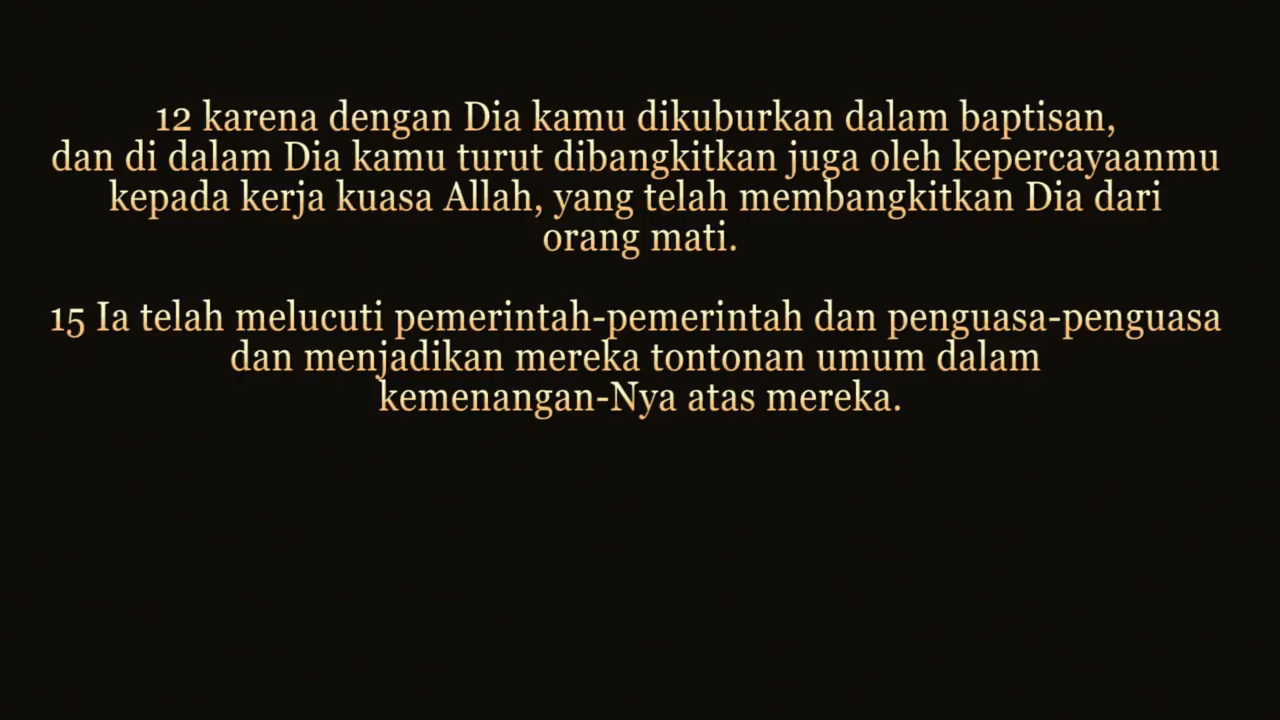 12 karena dengan Dia kamu dikuburkan dalam baptisan,
dan di dalam Dia kamu turut dibangkitkan juga oleh kepercayaanmu
kepada kerja kuasa Allah, yang telah membangkitkan Dia dari
orang mati.
15 Ia telah melucuti pemerintah-pemerintah dan penguasa-penguasa
dan menjadikan mereka tontonan umum dalam
kemenangan-Nya atas mereka.